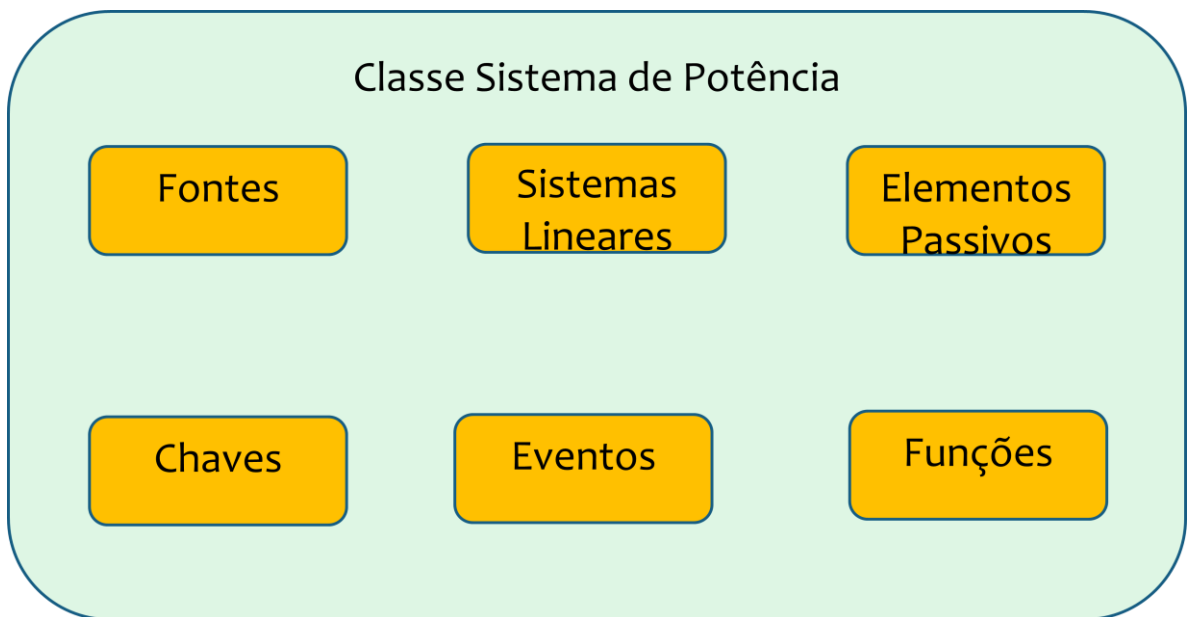 Classe Sistema de Potência
Fontes
Sistemas
Lineares
Elementos
Passivos
Chaves
Eventos
Funções